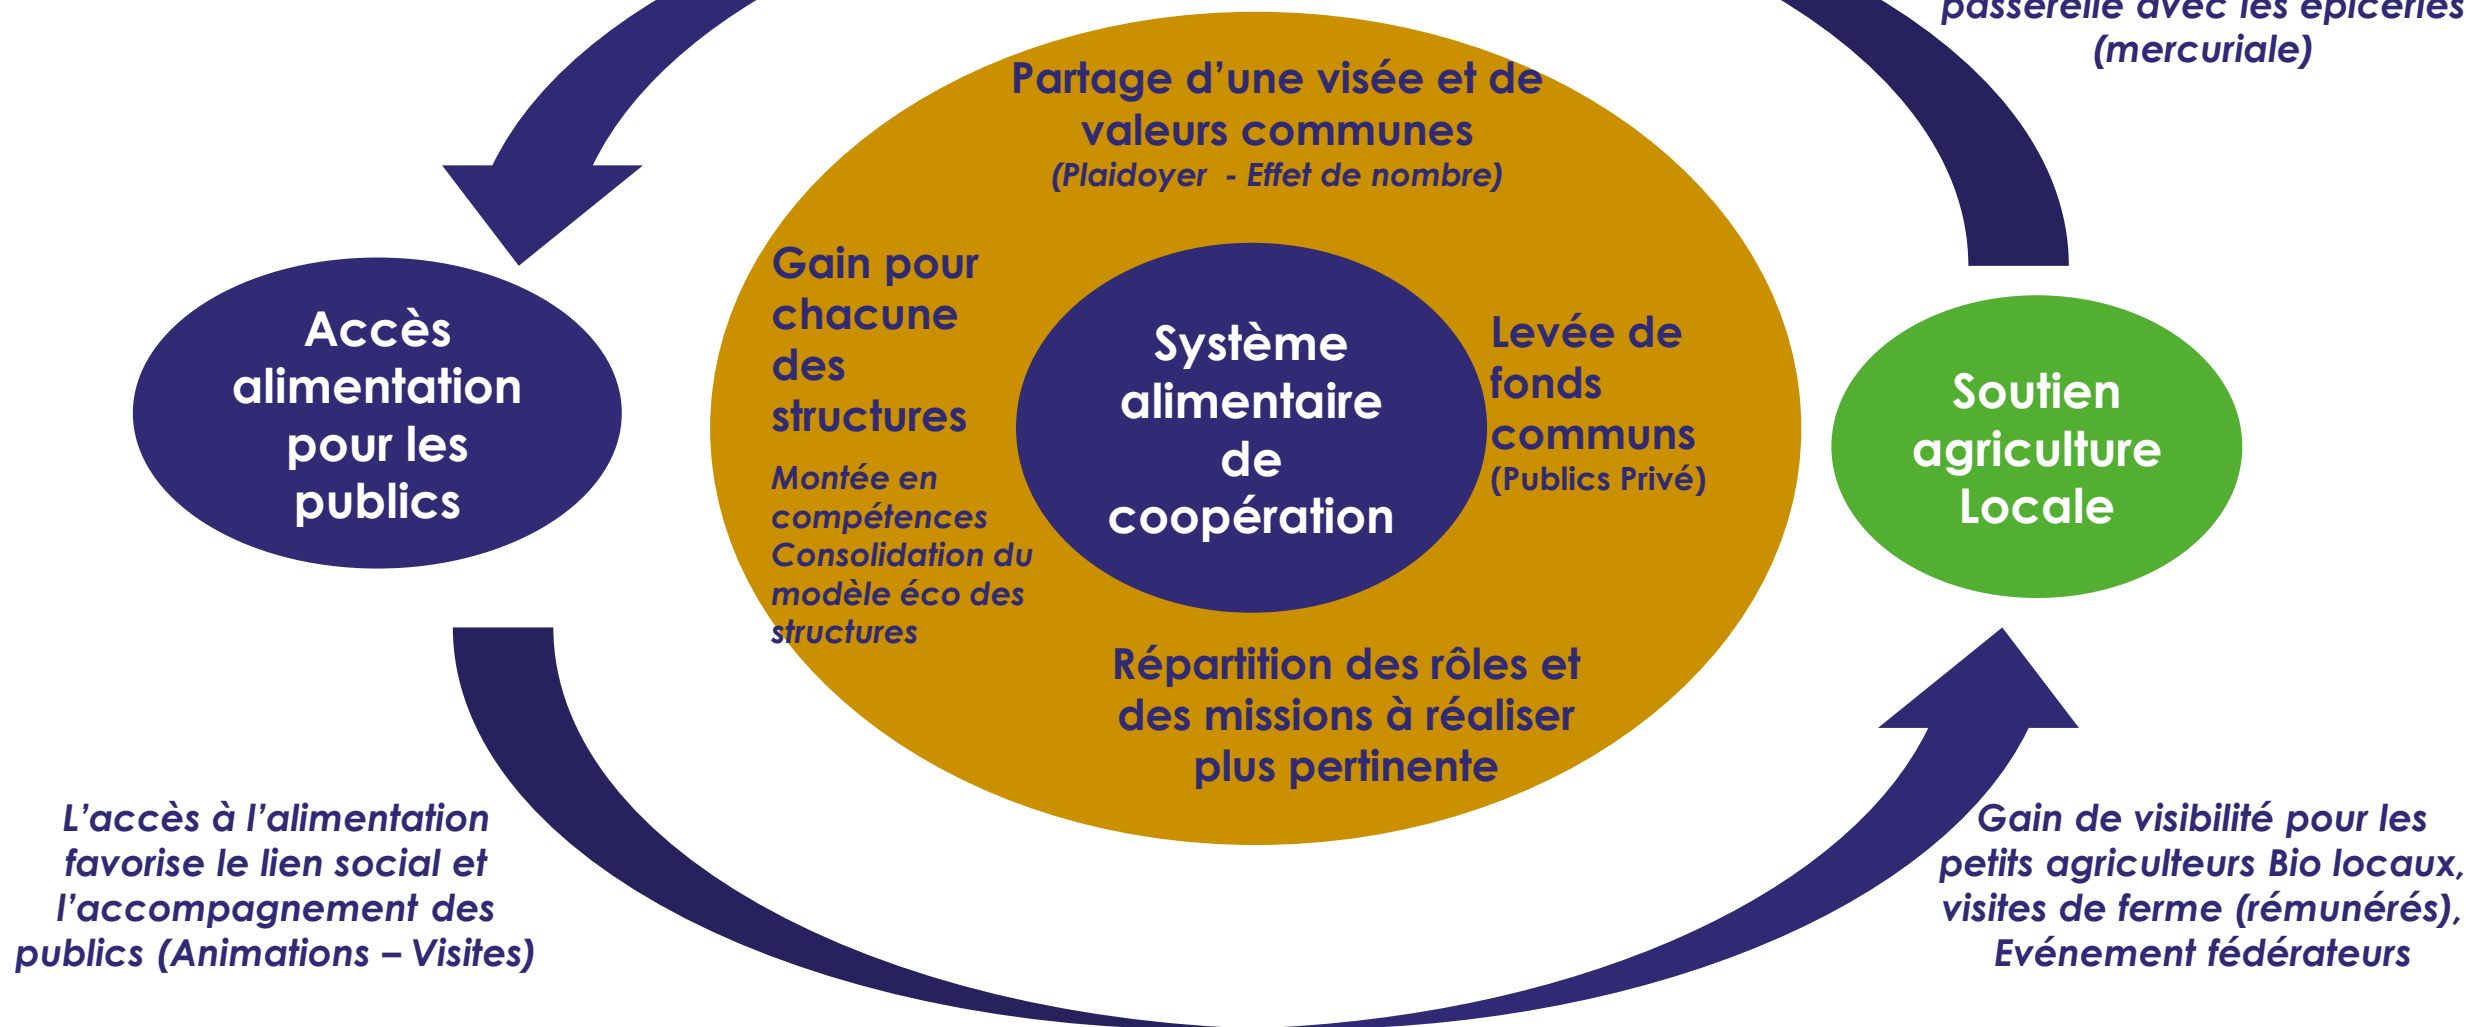 passerelle avec les épiceries
(mercuriale)
Partage d’une visée et de
valeurs communes
(Plaidoyer  - Effet de nombre)
Gain pour
chacune
des
structures
Montée en
compétences
Consolidation du
modèle éco des
structures
Système
alimentaire
de
coopération
Levée de
fonds
communs
(Publics Privé)
Répartition des rôles et
des missions à réaliser
plus pertinente
Accès
alimentation
pour les
publics
Soutien
agriculture
Locale
L’accès à l’alimentation
favorise le lien social et
l’accompagnement des
publics (Animations – Visites)
Gain de visibilité pour les
petits agriculteurs Bio locaux,
visites de ferme (rémunérés),
Evénement fédérateurs